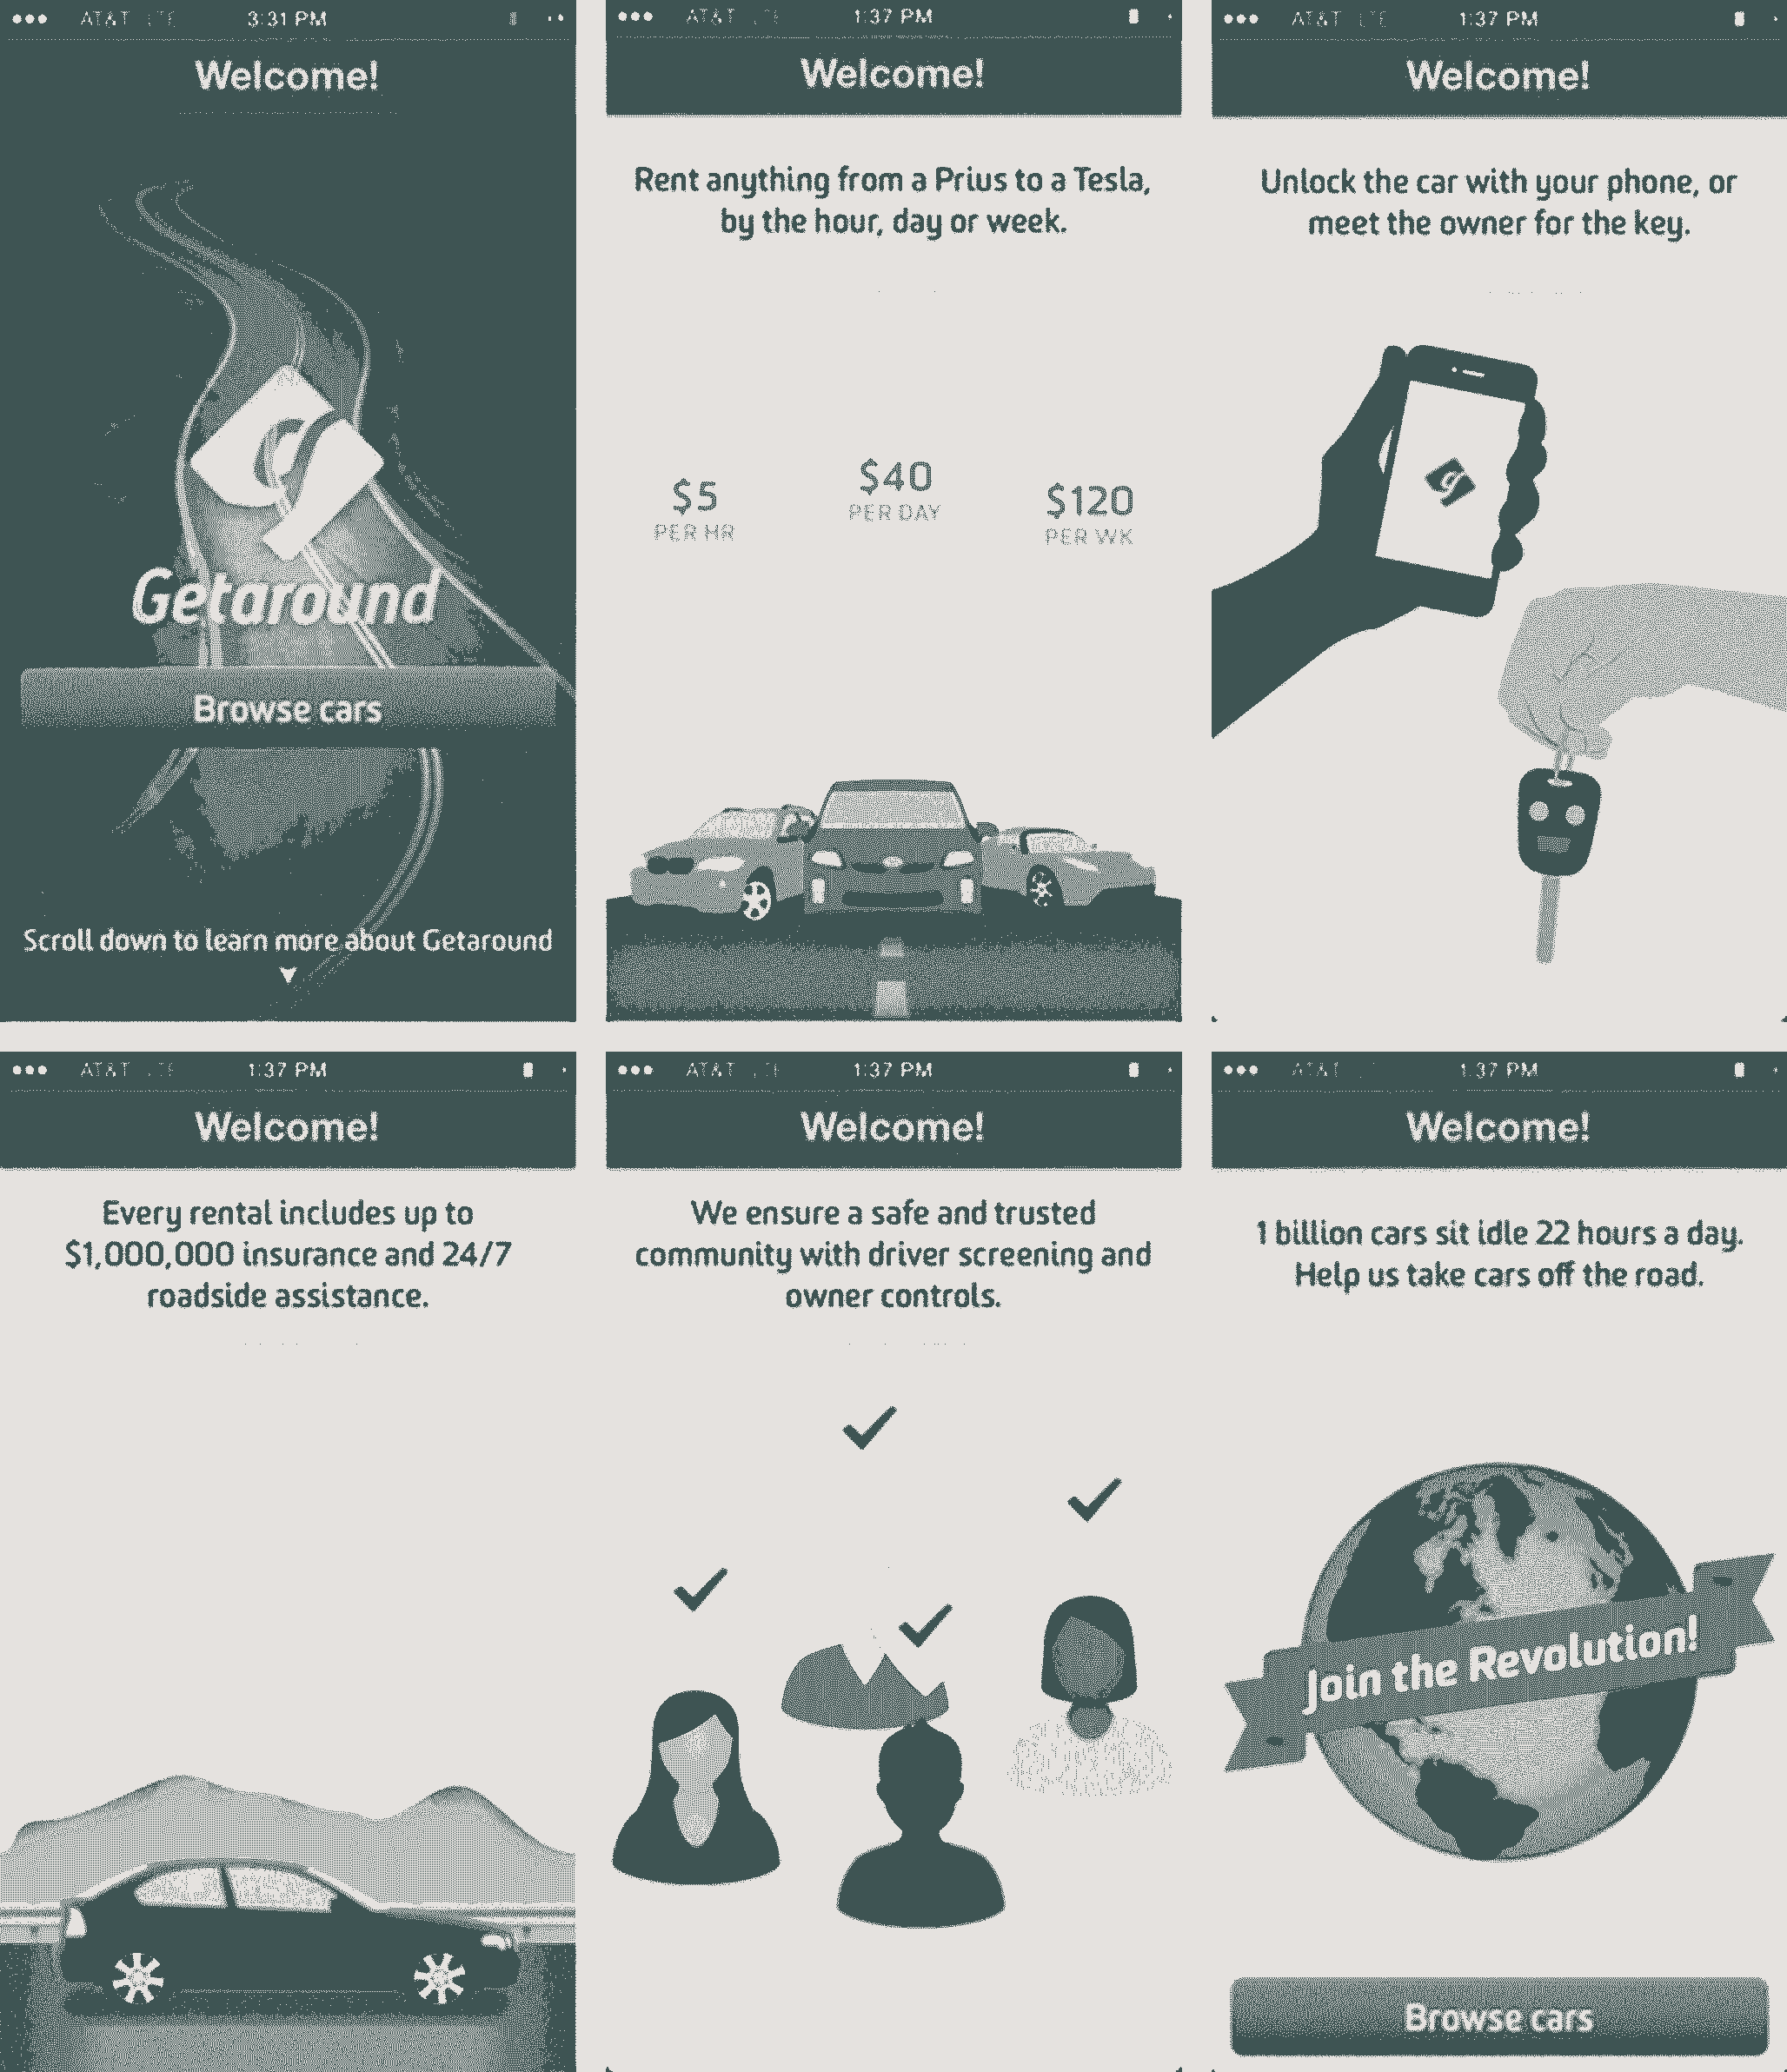 AT&T LTE 3:31 PM
Welcome!
Getaround
Browse cars
Scroll down to learn more about Getaround
AT&T LTE 1:37 PM
Welcome!
Rent anything from a Prius to a Tesla,
by the hour, day or week.
$5
PER HR
$40
PER DAY
$120
PER WK
AT&T LTE 1:37 PM
Welcome!
Unlock the car with your phone, or
meet the owner for the key.
AT&T LTE 1:37 PM
Welcome!
Every rental includes up to
$1,000,000 insurance and 24/7
roadside assistance.
AT&T LTE 1:37 PM
Welcome!
We ensure a safe and trusted
community with driver screening and
owner controls.
AT&T 1:37 PM
Welcome!
1 billion cars sit idle 22 hours a day.
Help us take cars off the road.
Join the Revolution!
Browse cars